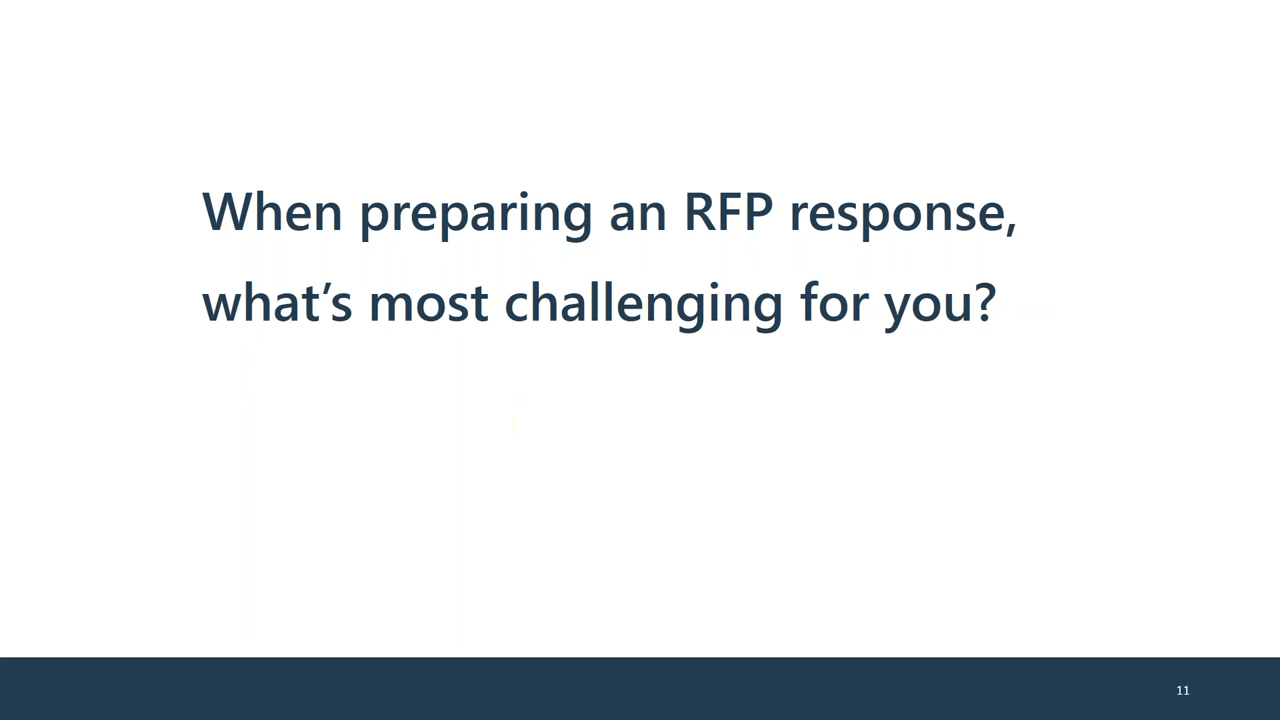 When preparing an RFP response,
what’s most challenging for you?
11